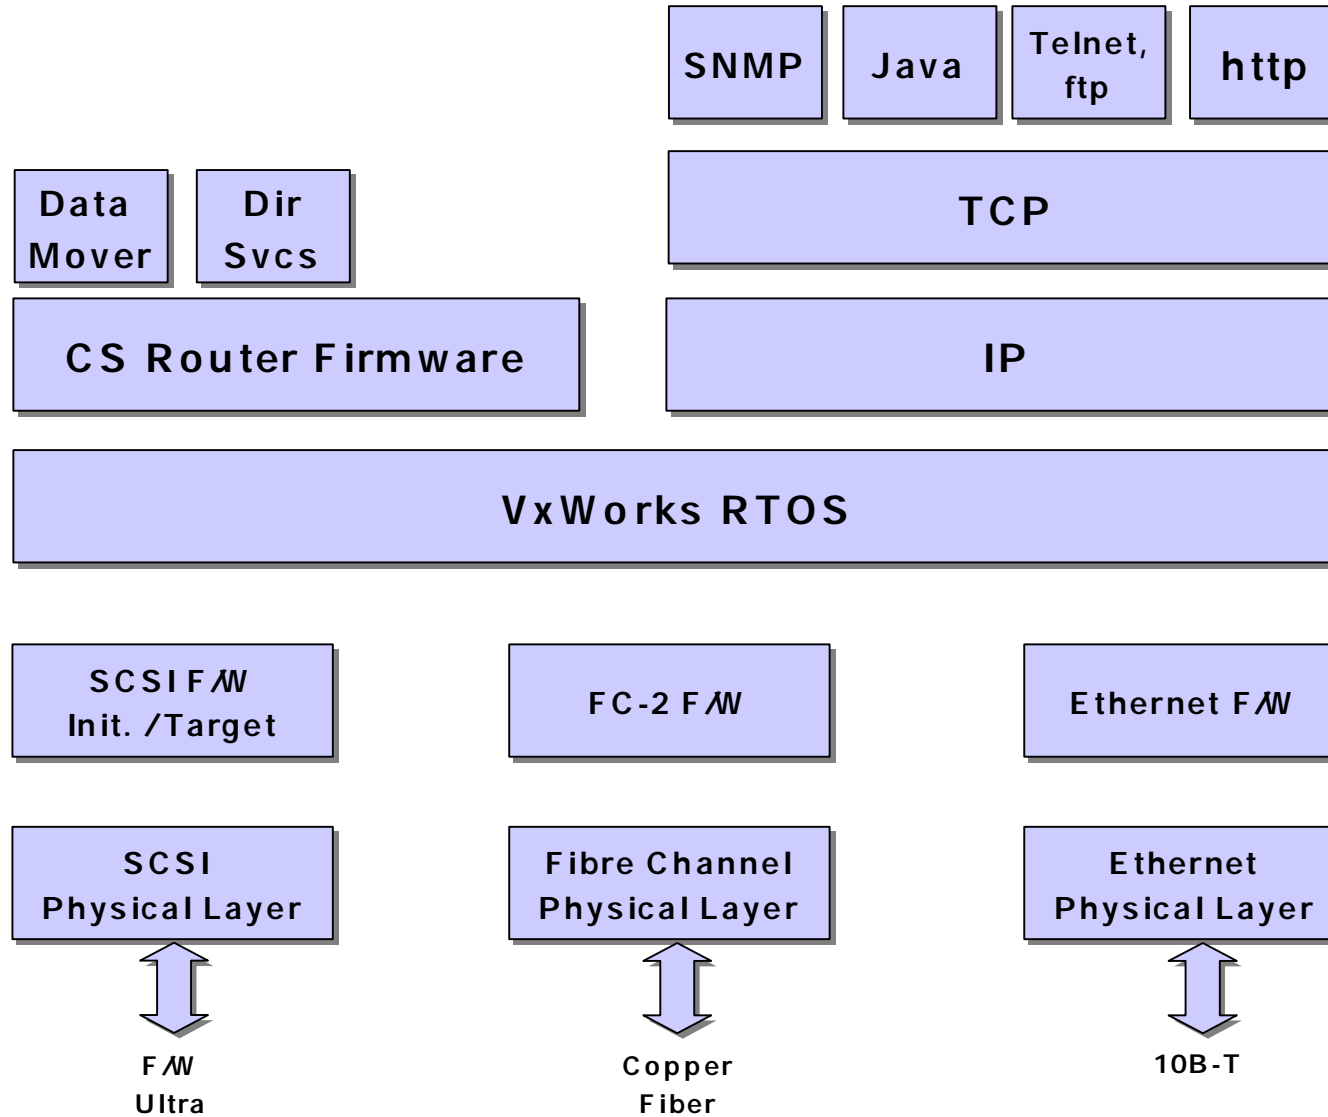 SNMP
Java
Telnet,
ftp
http
Data
Mover
Dir
Svcs
TCP
CS Router Firmware
IP
VxWorks RTOS
SCSI F/W
Init. /Target
FC-2 F/W
Ethernet F/W
SCSI
Physical Layer
Fibre Channel
Physical Layer
Ethernet
Physical Layer
F/W
Ultra
Copper
Fiber
10B-T